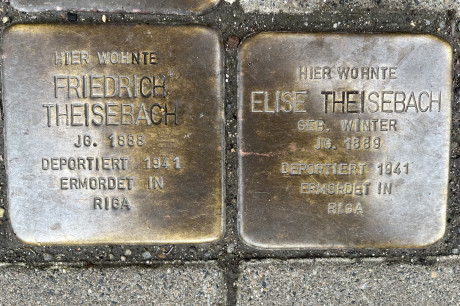 HIER WOHNTE
FRIEDRICH
THEISEBACH
JG. 1888
DEPORTIERT 1941
ERMORDET IN
RIGA
HIER WOHNTE
ELISE THEISEBACH
GEB. WINTER
JG. 1889
DEPORTIERT 1941
ERMORDET IN
RIGA